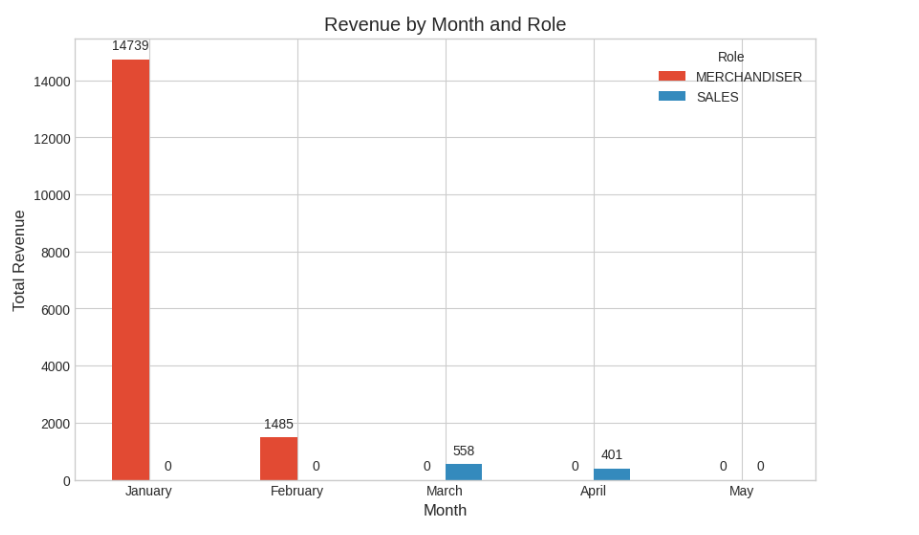 Revenue by Month and Role
14739
Role
MERCHANDISER
SALES
14000
12000
10000
8000
6000
4000
2000
0
Total Revenue
0
1485
0
0
558
0
401
0
0
January
February
March
April
May
Month